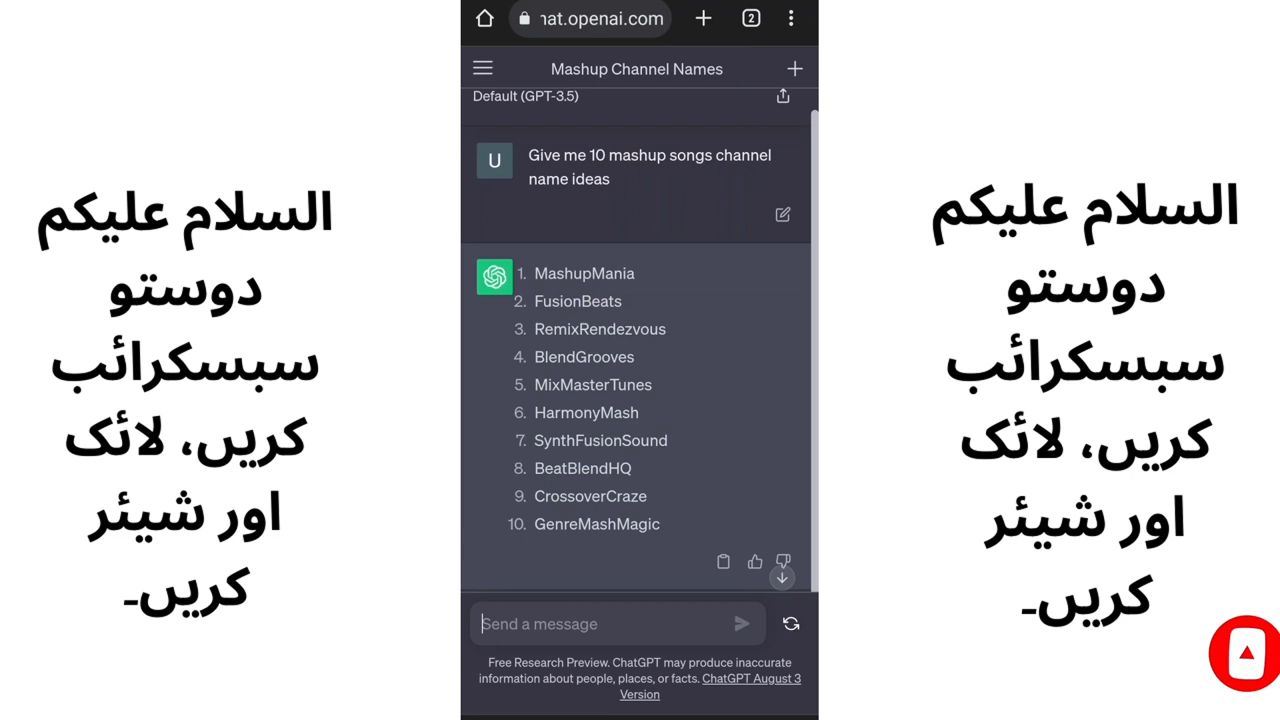 السلام علیکم
دوستو
سبسکرائب
کریں، لائک
اور شیئر
کریں۔
hat.openai.com
2
Mashup Channel Names
Default (GPT-3.5)
U
Give me 10 mashup songs channel
name ideas
1. MashupMania
2. FusionBeats
3. RemixRendezvous
4. BlendGrooves
5. MixMasterTunes
6. HarmonyMash
7. SynthFusionSound
8. BeatBlendHQ
9. CrossoverCraze
10. GenreMashMagic
Send a message
Free Research Preview. ChatGPT may produce inaccurate
information about people, places, or facts. ChatGPT August 3
Version
السلام علیکم
دوستو
سبسکرائب
کریں، لائک
اور شیئر
کریں۔